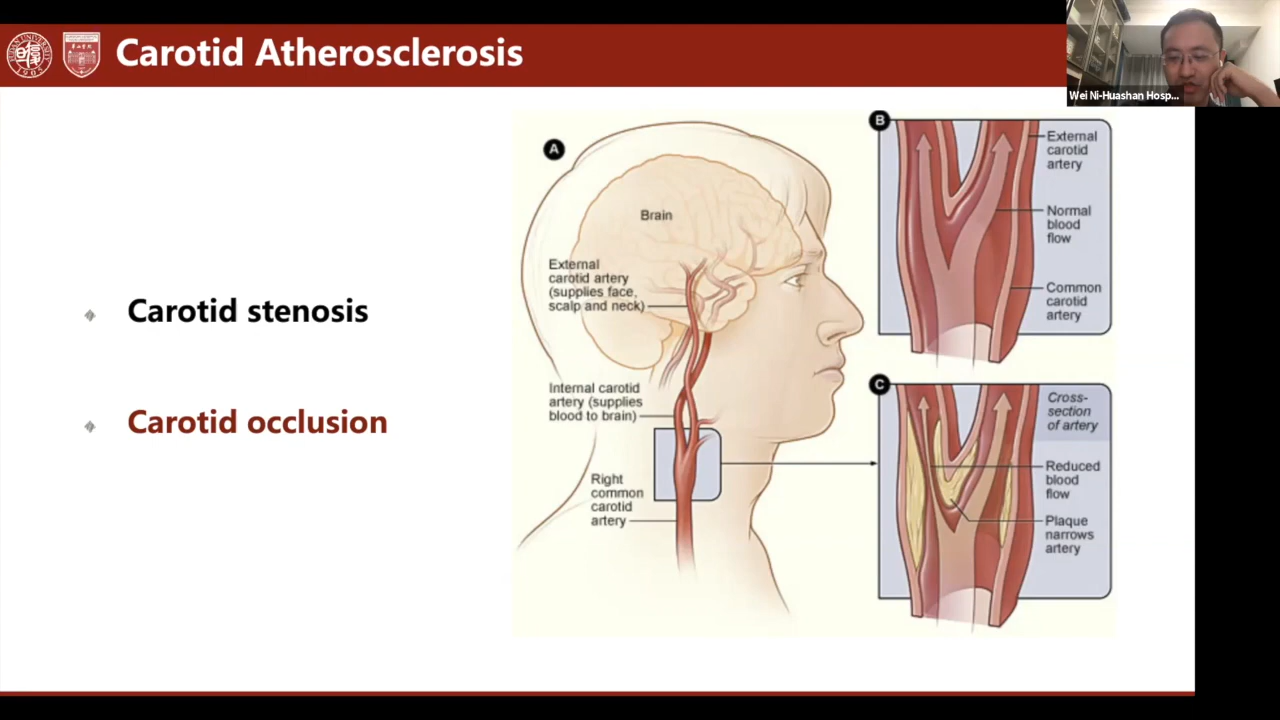 Carotid Atherosclerosis
Wei Ni-Huashan Hosp...
Carotid stenosis
Carotid occlusion
A
Brain
External
carotid artery
(supplies face,
scalp and neck)
Internal carotid
artery (supplies
blood to brain)
Right
common
carotid
artery
B
External
carotid
artery
Normal
blood
flow
Common
carotid
artery
C
Cross-
section
of artery
Reduced
blood
flow
Plaque
narrows
artery